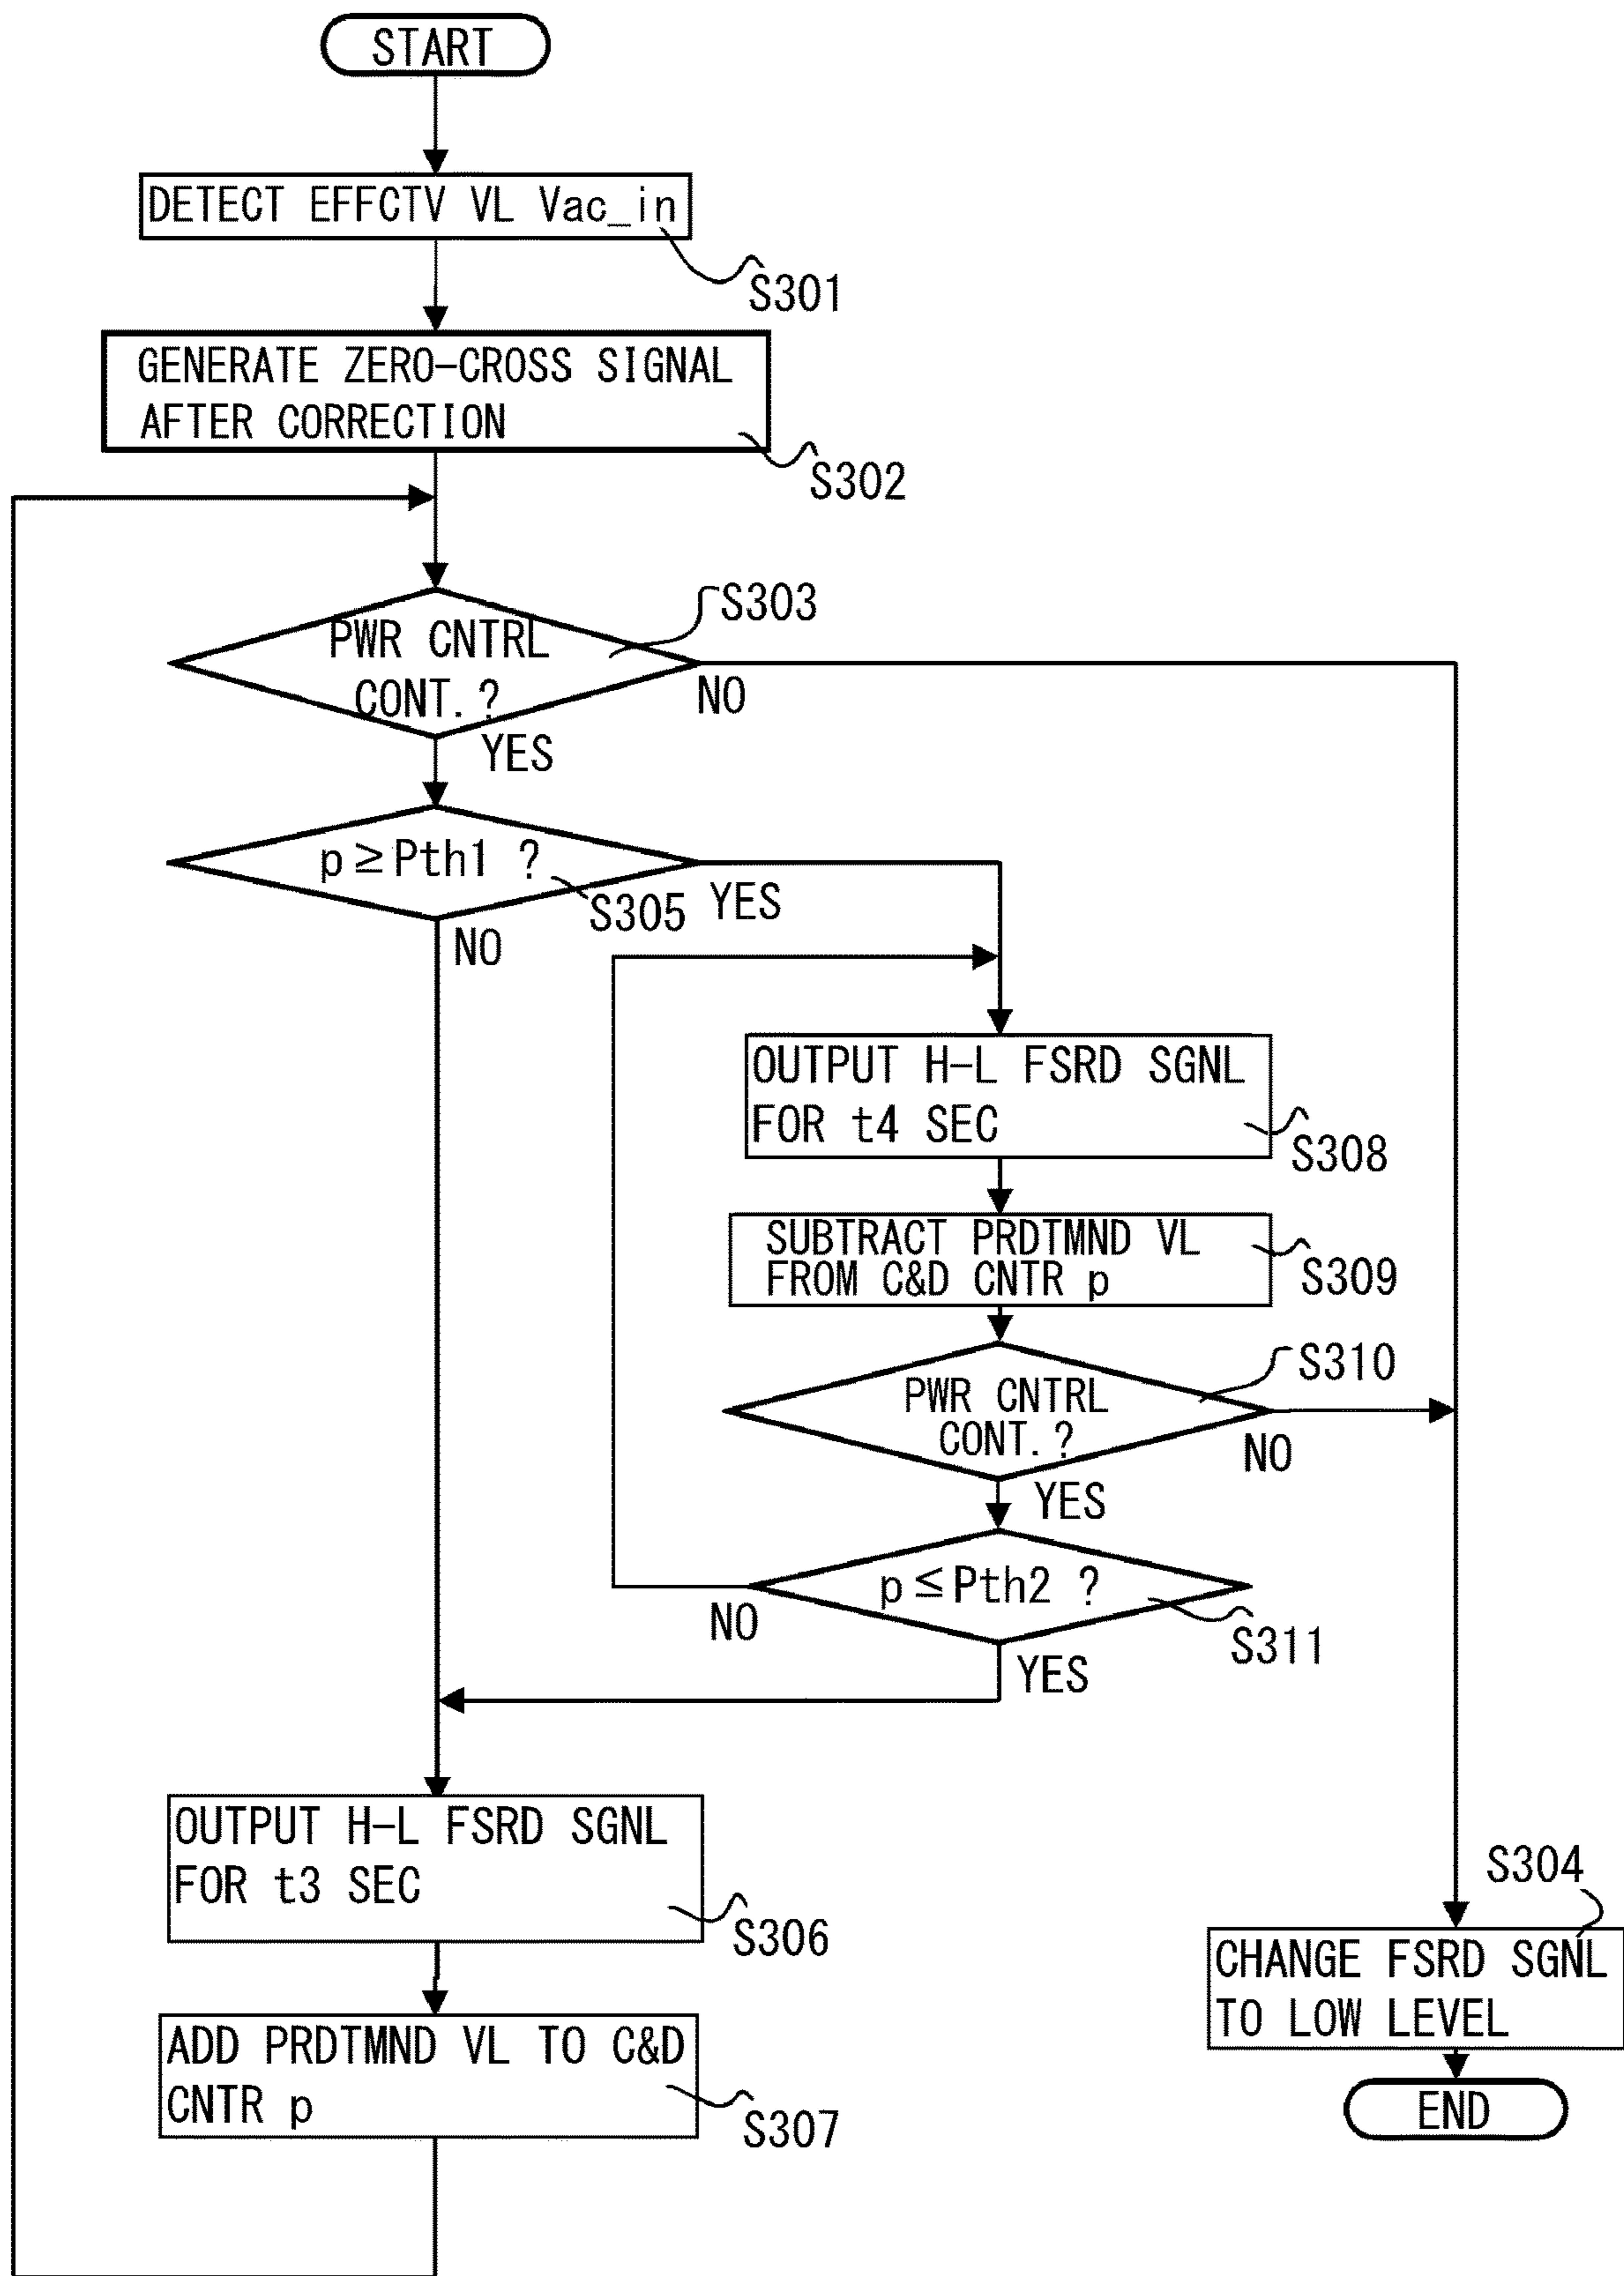 START
DETECT EFFCTV VL Vac_in
S301
GENERATE ZERO-CROSS SIGNAL
AFTER CORRECTION
S302
S303
PWR CNTRL
CONT.?
NO
YES
p≥Pth1 ?
S305
YES
NO
OUTPUT H-L FSRD SGNL
FOR t4 SEC
S308
SUBTRACT PRDTMND VL
FROM C&D CNTR p
S309
S310
PWR CNTRL
CONT.?
NO
YES
p≤Pth2 ?
NO
S311
YES
OUTPUT H-L FSRD SGNL
FOR t3 SEC
S306
S304
CHANGE FSRD SGNL
TO LOW LEVEL
ADD PRDTMND VL TO C&D
CNTR p
S307
END